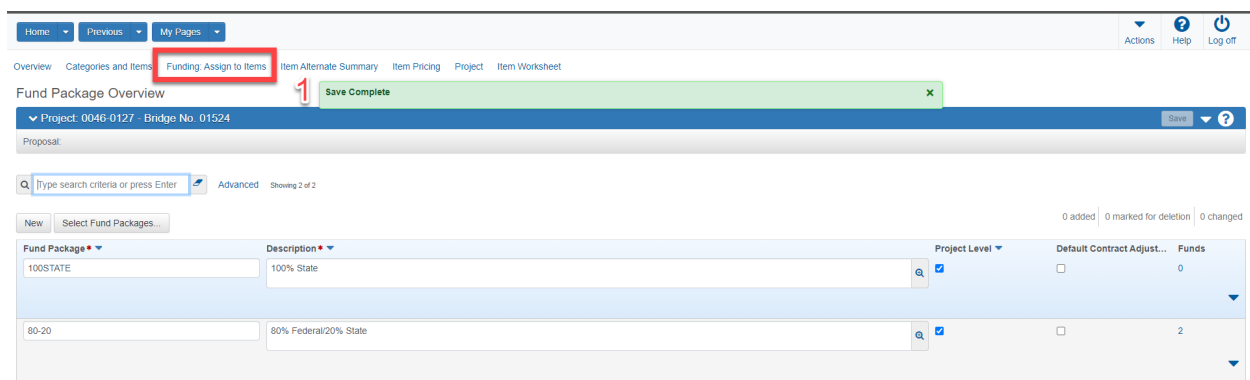 Home Previous My Pages Actions Help Log off
Overview Categories and Items Funding: Assign to Items Item Alternate Summary Item Pricing Project Item Worksheet
Fund Package Overview
1
Save Complete
Project: 0046-0127 - Bridge No. 01524 Save
Proposal:
Type search criteria or press Enter Advanced Showing 2 of 2
New Select Fund Packages... 0 added 0 marked for deletion 0 changed
Fund Package* Description* Project Level Default Contract Adjust... Funds
100STATE 100% State 0
80-20 80% Federal/20% State 2